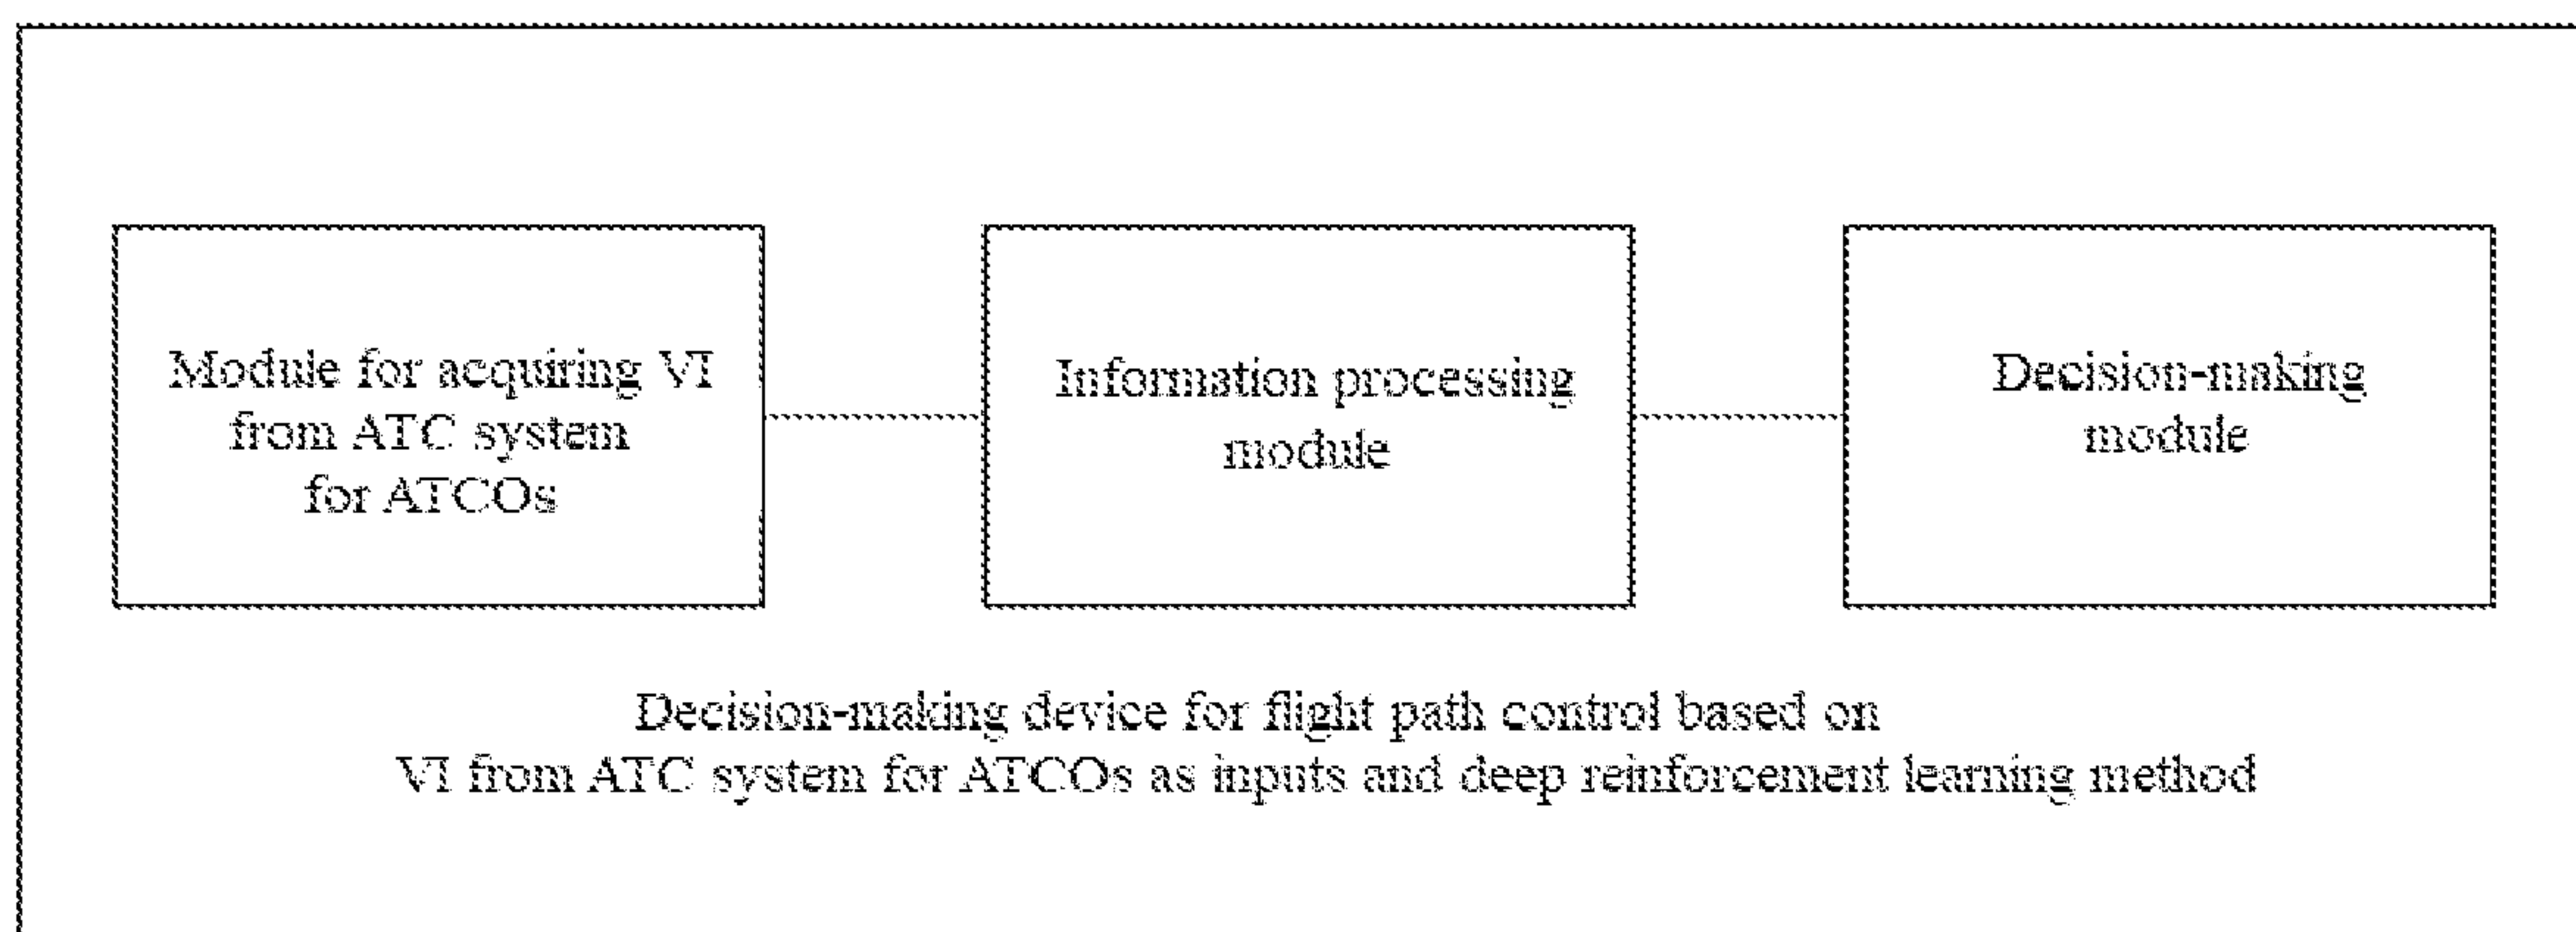 Module for acquiring VI
from ATC system
for ATCOs
Information processing
module
Decision-making
module
Decision-making device for flight path control based on
VI from ATC system for ATCOs as inputs and deep reinforcement learning method